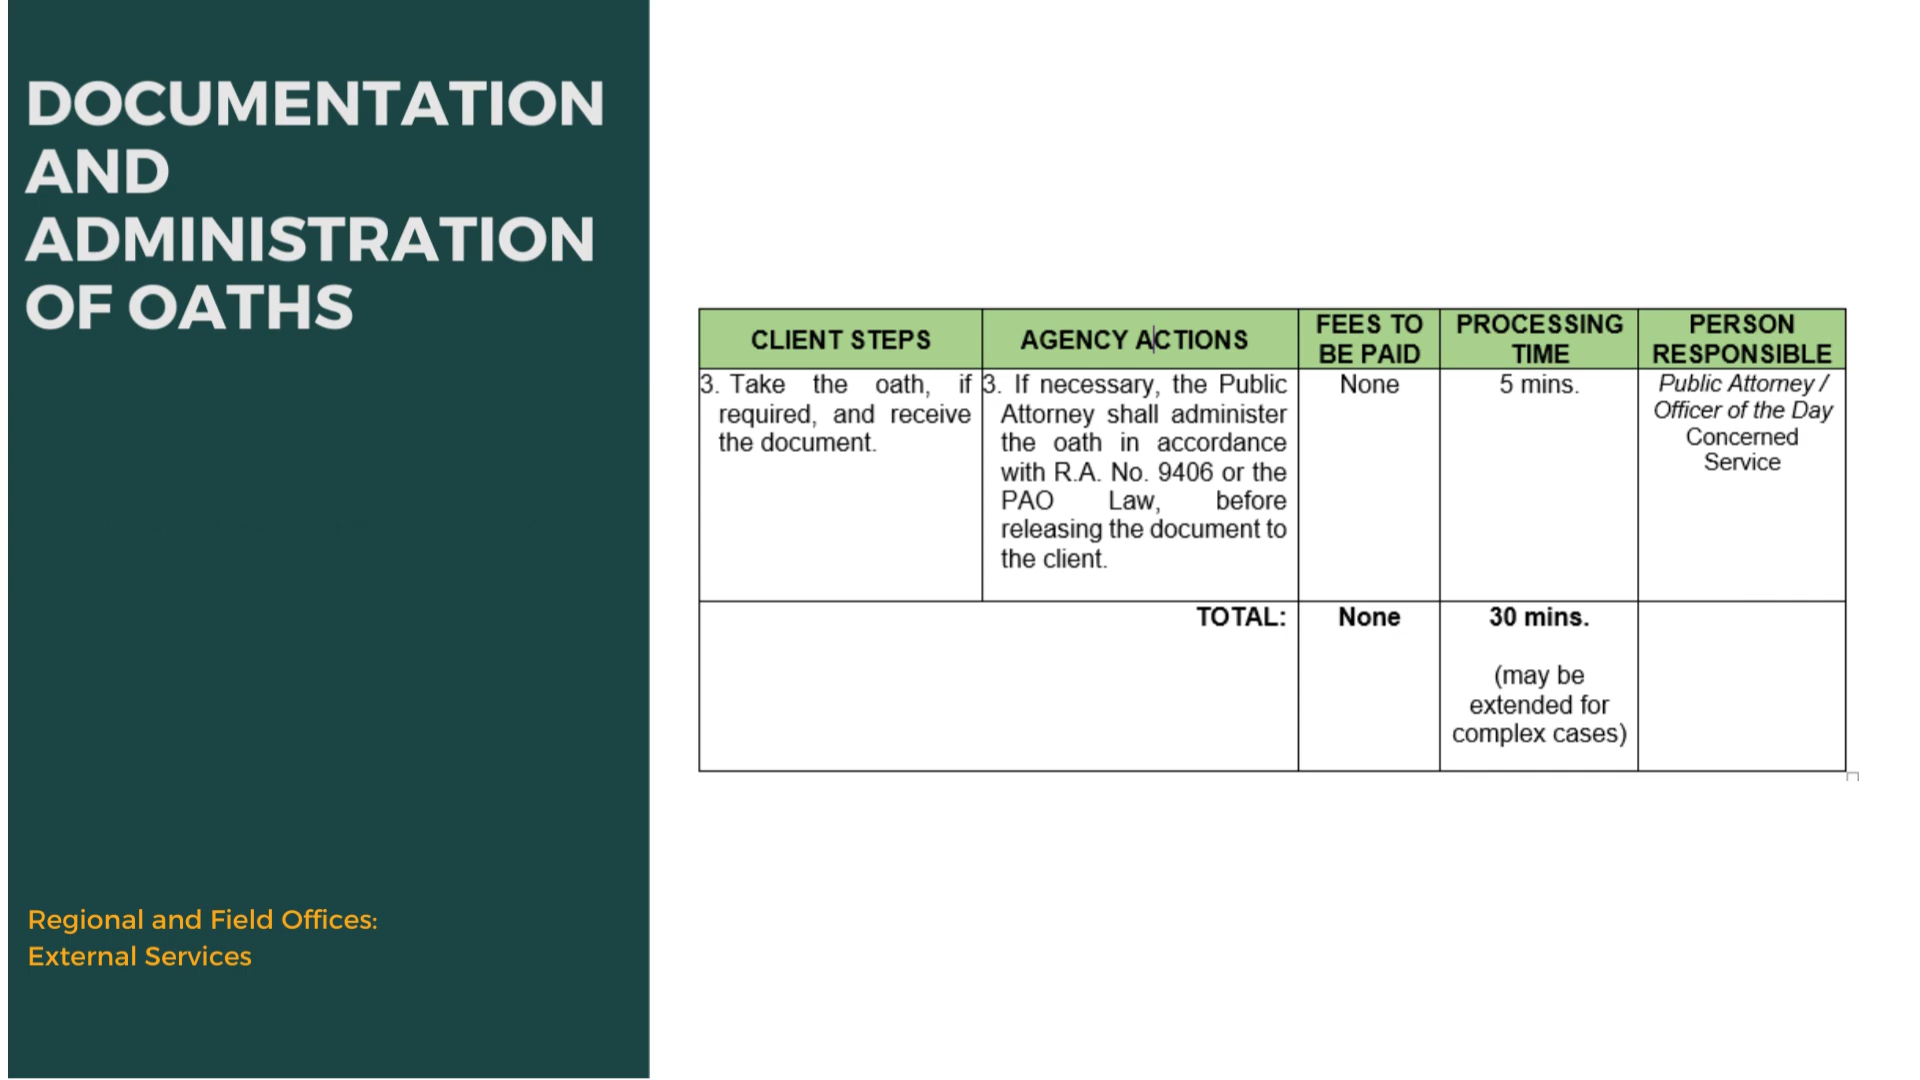 DOCUMENTATION
AND
ADMINISTRATION
OF OATHS
Regional and Field Offices:
External Services
CLIENT STEPS
AGENCY ACTIONS
FEES TO
BE PAID
PROCESSING
TIME
PERSON
RESPONSIBLE
3. Take the oath, if
required, and receive
the document.
3. If necessary, the Public
Attorney shall administer
the oath in accordance
with R.A. No. 9406 or the
PAO Law, before
releasing the document to
the client.
None
5 mins.
Public Attorney /
Officer of the Day
Concerned
Service
TOTAL:
None
30 mins.
(may be
extended for
complex cases)